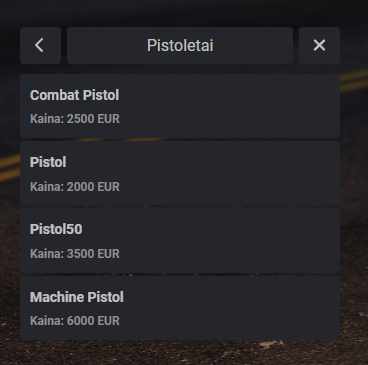 Pistoletai
Combat Pistol
Kaina: 2500 EUR
Pistol
Kaina: 2000 EUR
Pistol50
Kaina: 3500 EUR
Machine Pistol
Kaina: 6000 EUR